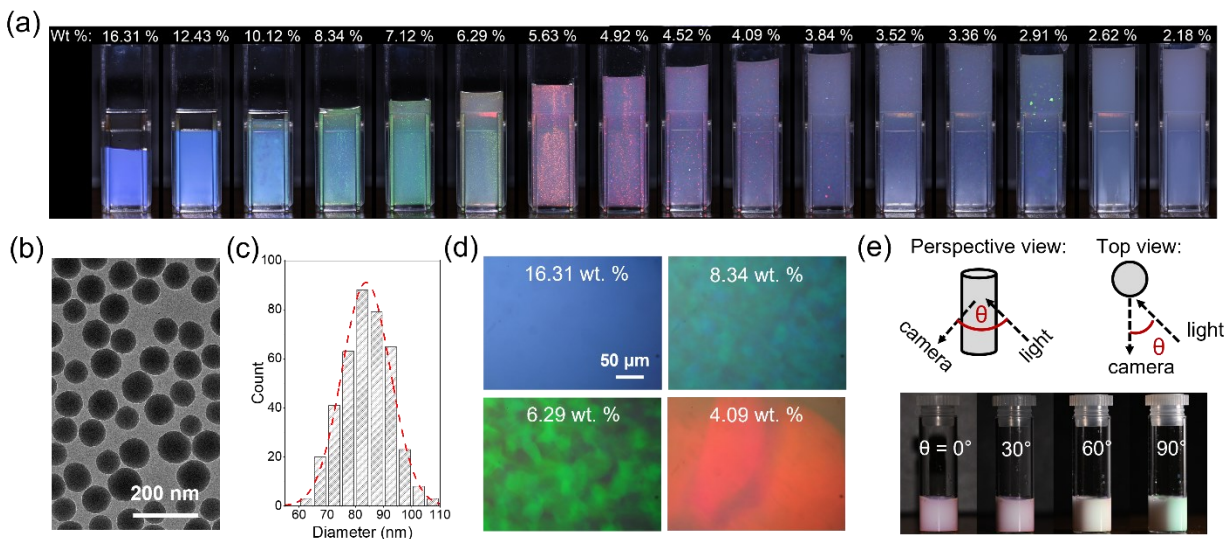 (a)
Wt %: 16.31 % 12.43 % 10.12 % 8.34 % 7.12 % 6.29 % 5.63 % 4.92 % 4.52 % 4.09 % 3.84 % 3.52 % 3.36 % 2.91 % 2.62 % 2.18 %
(b)
200 nm
(c)
100
80
60
40
20
0
Count
60 70 80 90 100 110
Diameter (nm)
(d)
16.31 wt. %
50 µm
8.34 wt. %
6.29 wt. %
4.09 wt. %
(e)
Perspective view:
θ
camera
light
Top view:
θ
light
camera
θ = 0°
30°
60°
90°